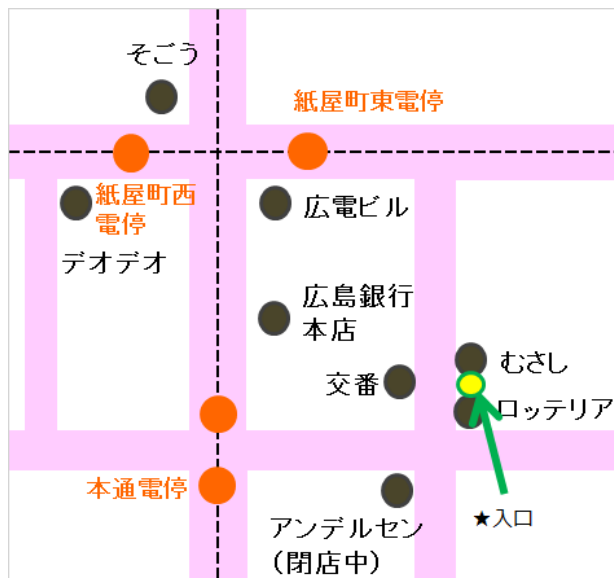 そごう
紙屋町東電停
紙屋町西
電停
広電ビル
デオデオ
広島銀行
本店
むさし
交番
ロッテリア
本通電停
★入口
アンデルセン
(閉店中)